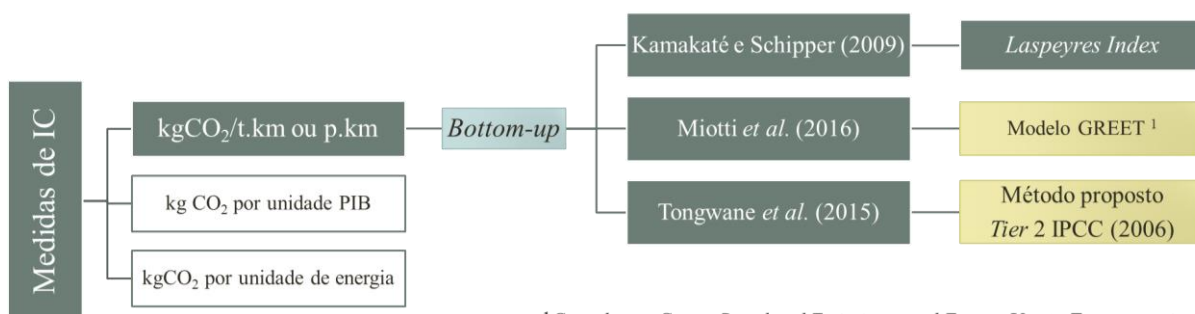 Medidas de IC
kgCO₂/t.km ou p.km
kg CO₂ por unidade PIB
kgCO₂ por unidade de energia
Bottom-up
Kamakaté e Schipper (2009)
Laspeyres Index
Miotti et al. (2016)
Modelo GREET ¹
Tongwane et al. (2015)
Método proposto
Tier 2 IPCC (2006)